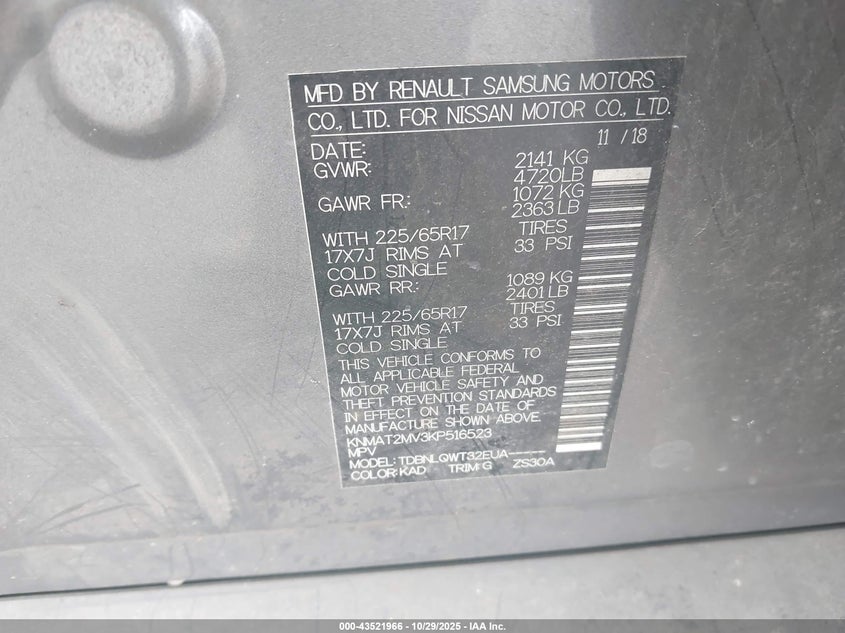 MFD BY RENAULT SAMSUNG MOTORS
CO., LTD. FOR NISSAN MOTOR CO., LTD.
DATE: 11 / 18
GVWR: 2141 KG
4720LB
GAWR FR.: 1072 KG
2363 LB
WITH 225/65R17 TIRES
17X7J RIMS AT 33 PSI
COLD SINGLE
GAWR RR.: 1089 KG
2401 LB
WITH 225/65R17 TIRES
17X7J RIMS AT 33 PSI
COLD SINGLE
THIS VEHICLE CONFORMS TO
ALL APPLICABLE FEDERAL
MOTOR VEHICLE SAFETY AND
THEFT PREVENTION STANDARDS
IN EFFECT ON THE DATE OF
MANUFACTURE SHOWN ABOVE.
KNMAT2MV3KP516523
MPV
MODEL: TDBNLQWT32EUA------
COLOR: KAD TRIM: G ZS30A
000-43521966 - 10/29/2025 - IAA Inc.